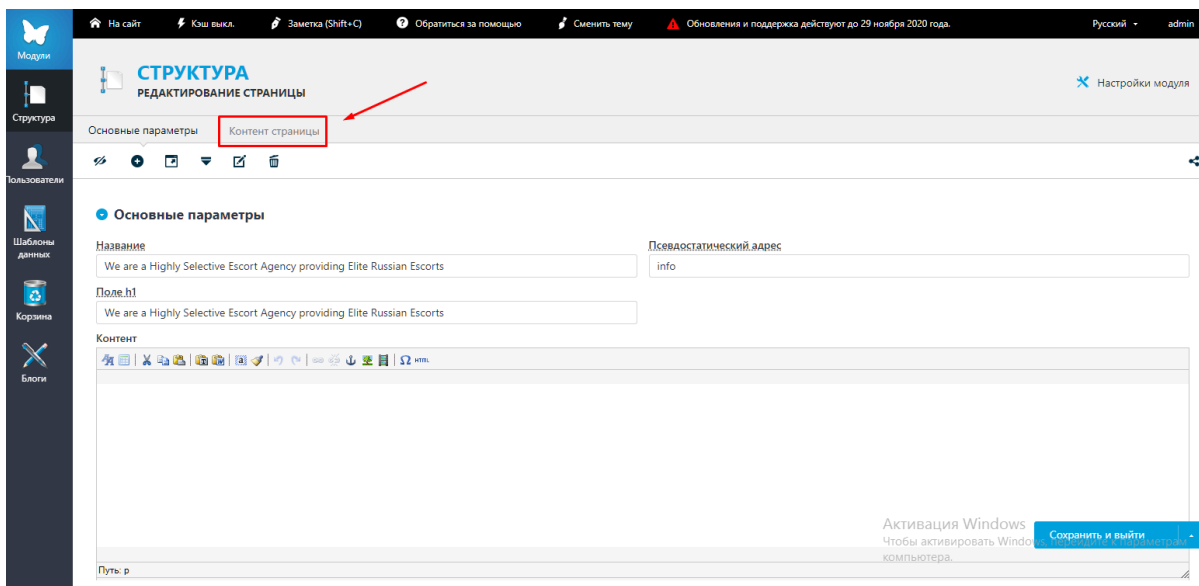 На сайт Кэш выкл. Заметка (Shift+C) Обратиться за помощью Сменить тему Обновления и поддержка действуют до 29 ноября 2020 года. Русский admin
Модули
СТРУКТУРА
РЕДАКТИРОВАНИЕ СТРАНИЦЫ
Настройки модуля
Структура
Основные параметры Контент страницы
Пользователи
Основные параметры
Шаблоны
данных
Название Псевдостатический адрес
We are a Highly Selective Escort Agency providing Elite Russian Escorts info
Поле h1
Корзина
We are a Highly Selective Escort Agency providing Elite Russian Escorts
Контент
HTML
Блоги
Активация Windows
Сохранить и выйти
Чтобы активировать Windows, перейдите к параметрам
компьютера.
Путь: p